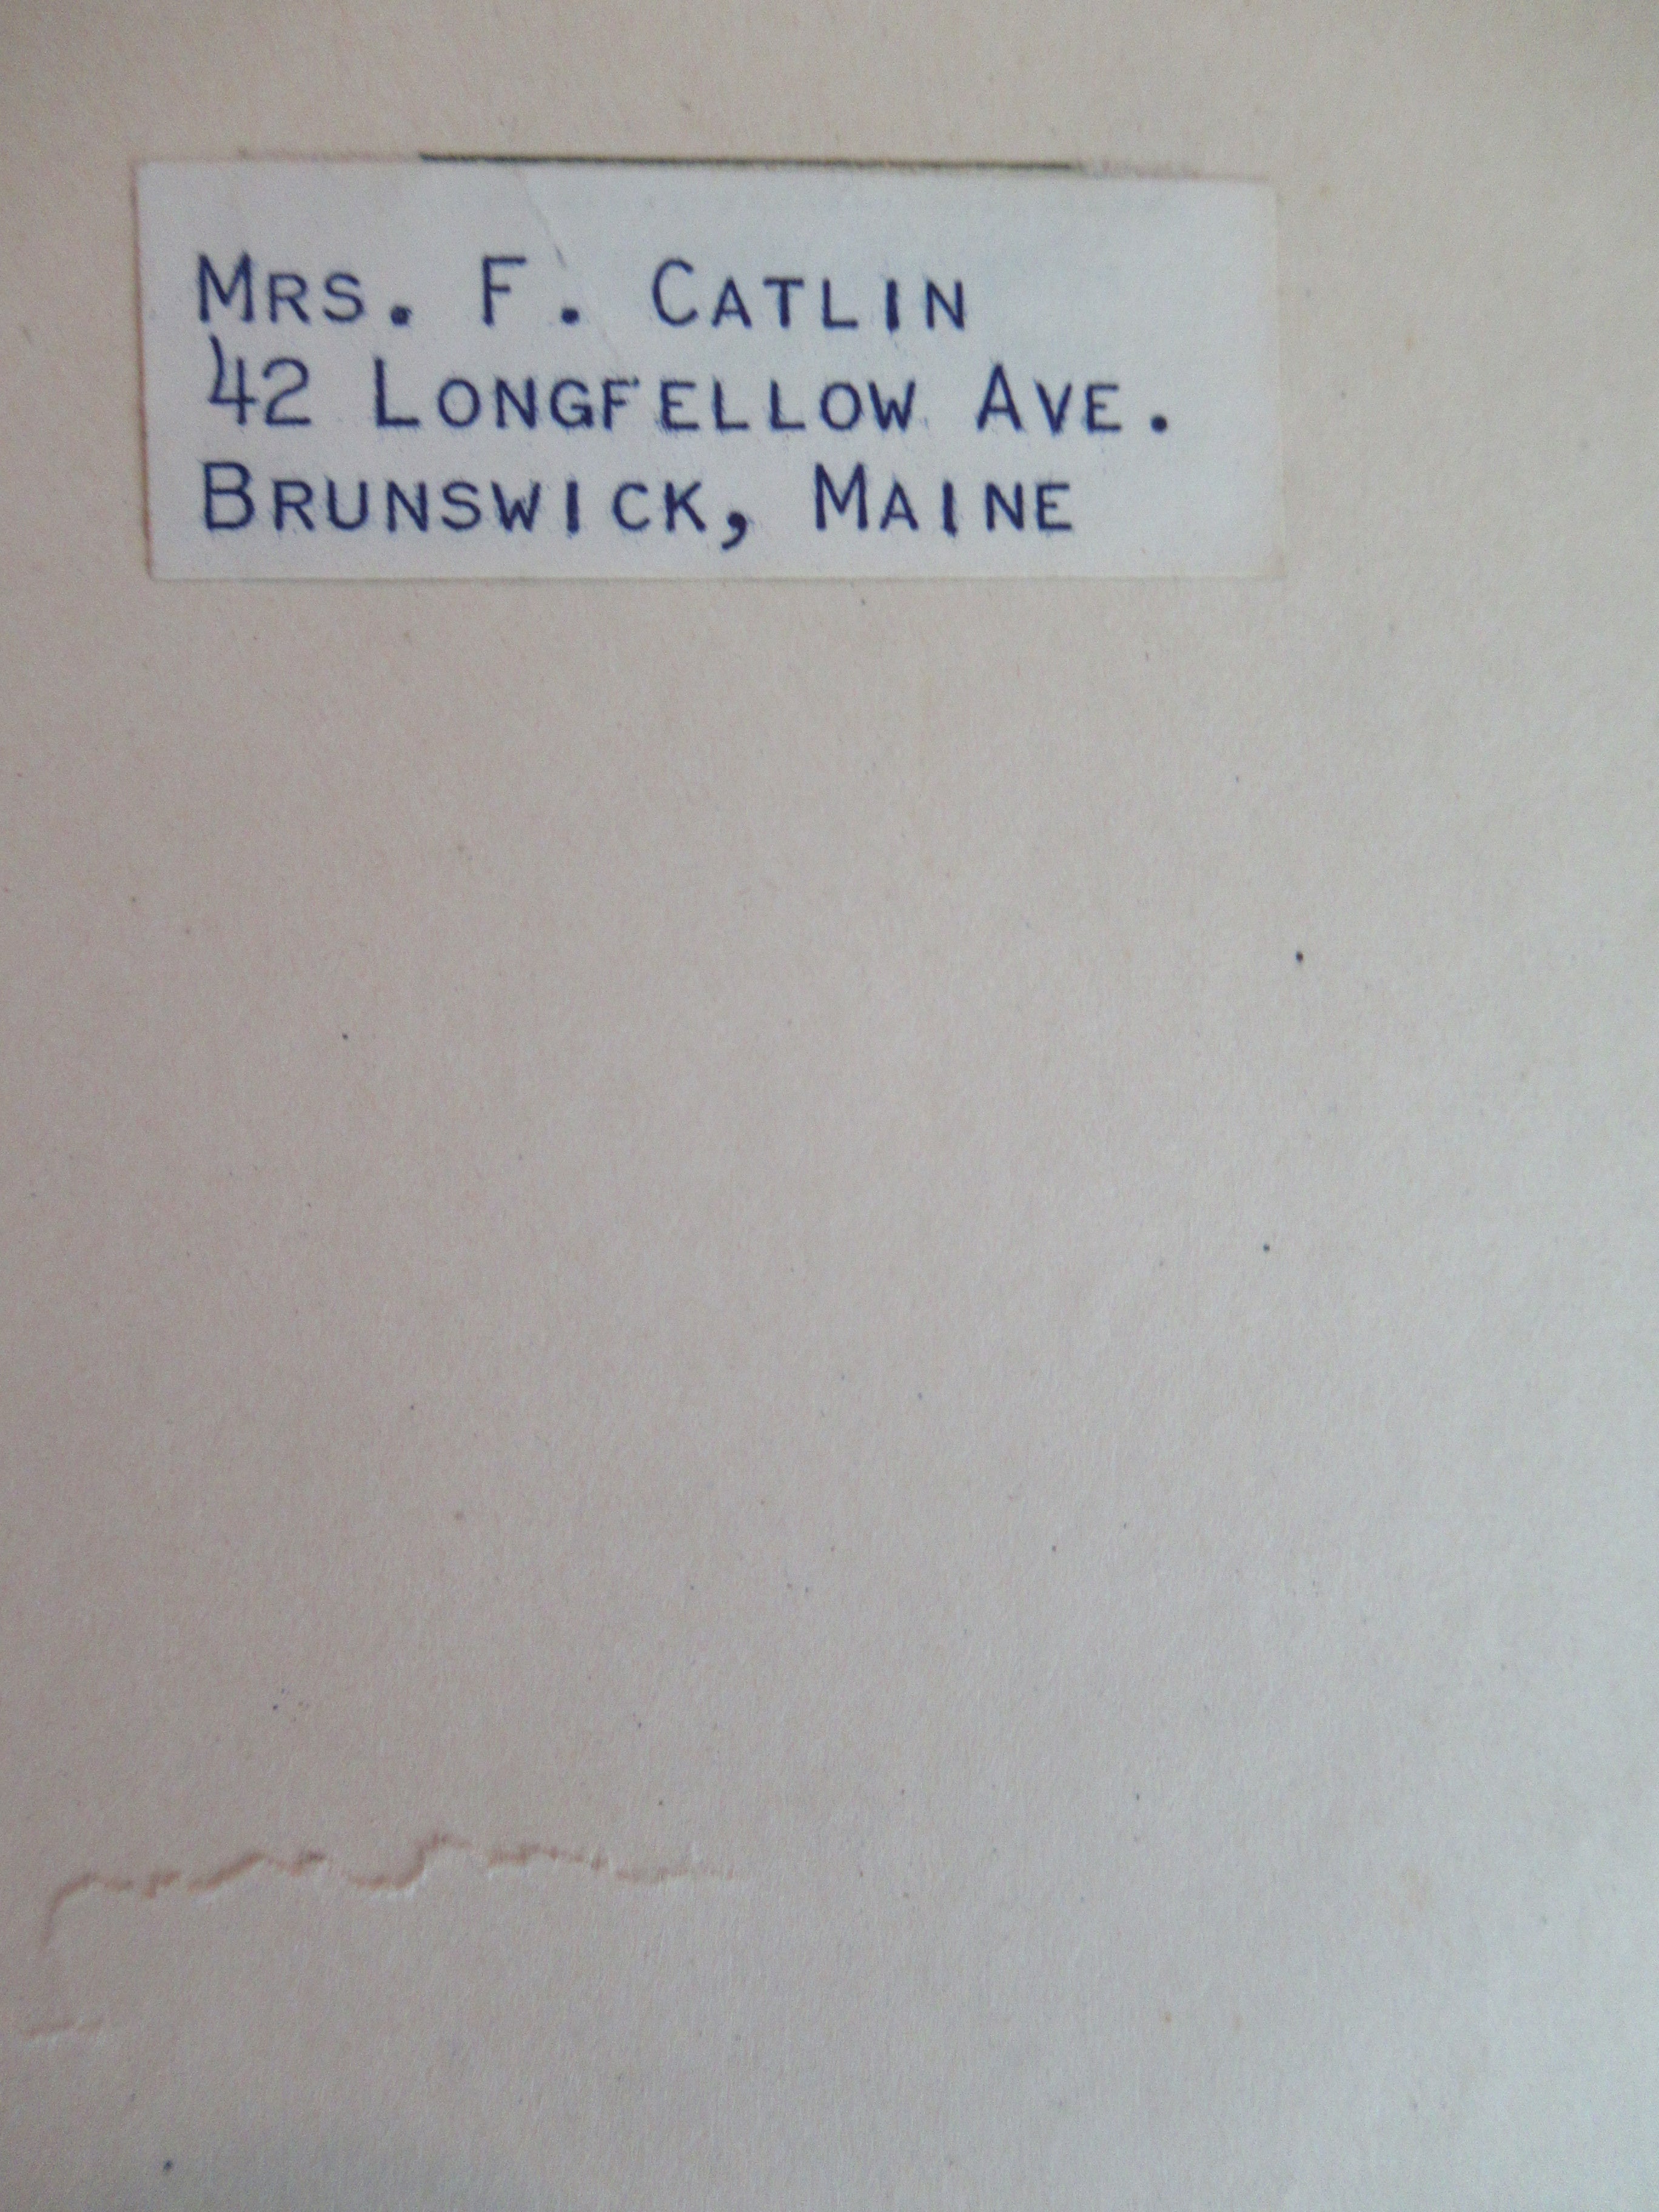 Mrs. F. Catlin
42 Longfellow Ave.
Brunswick, Maine